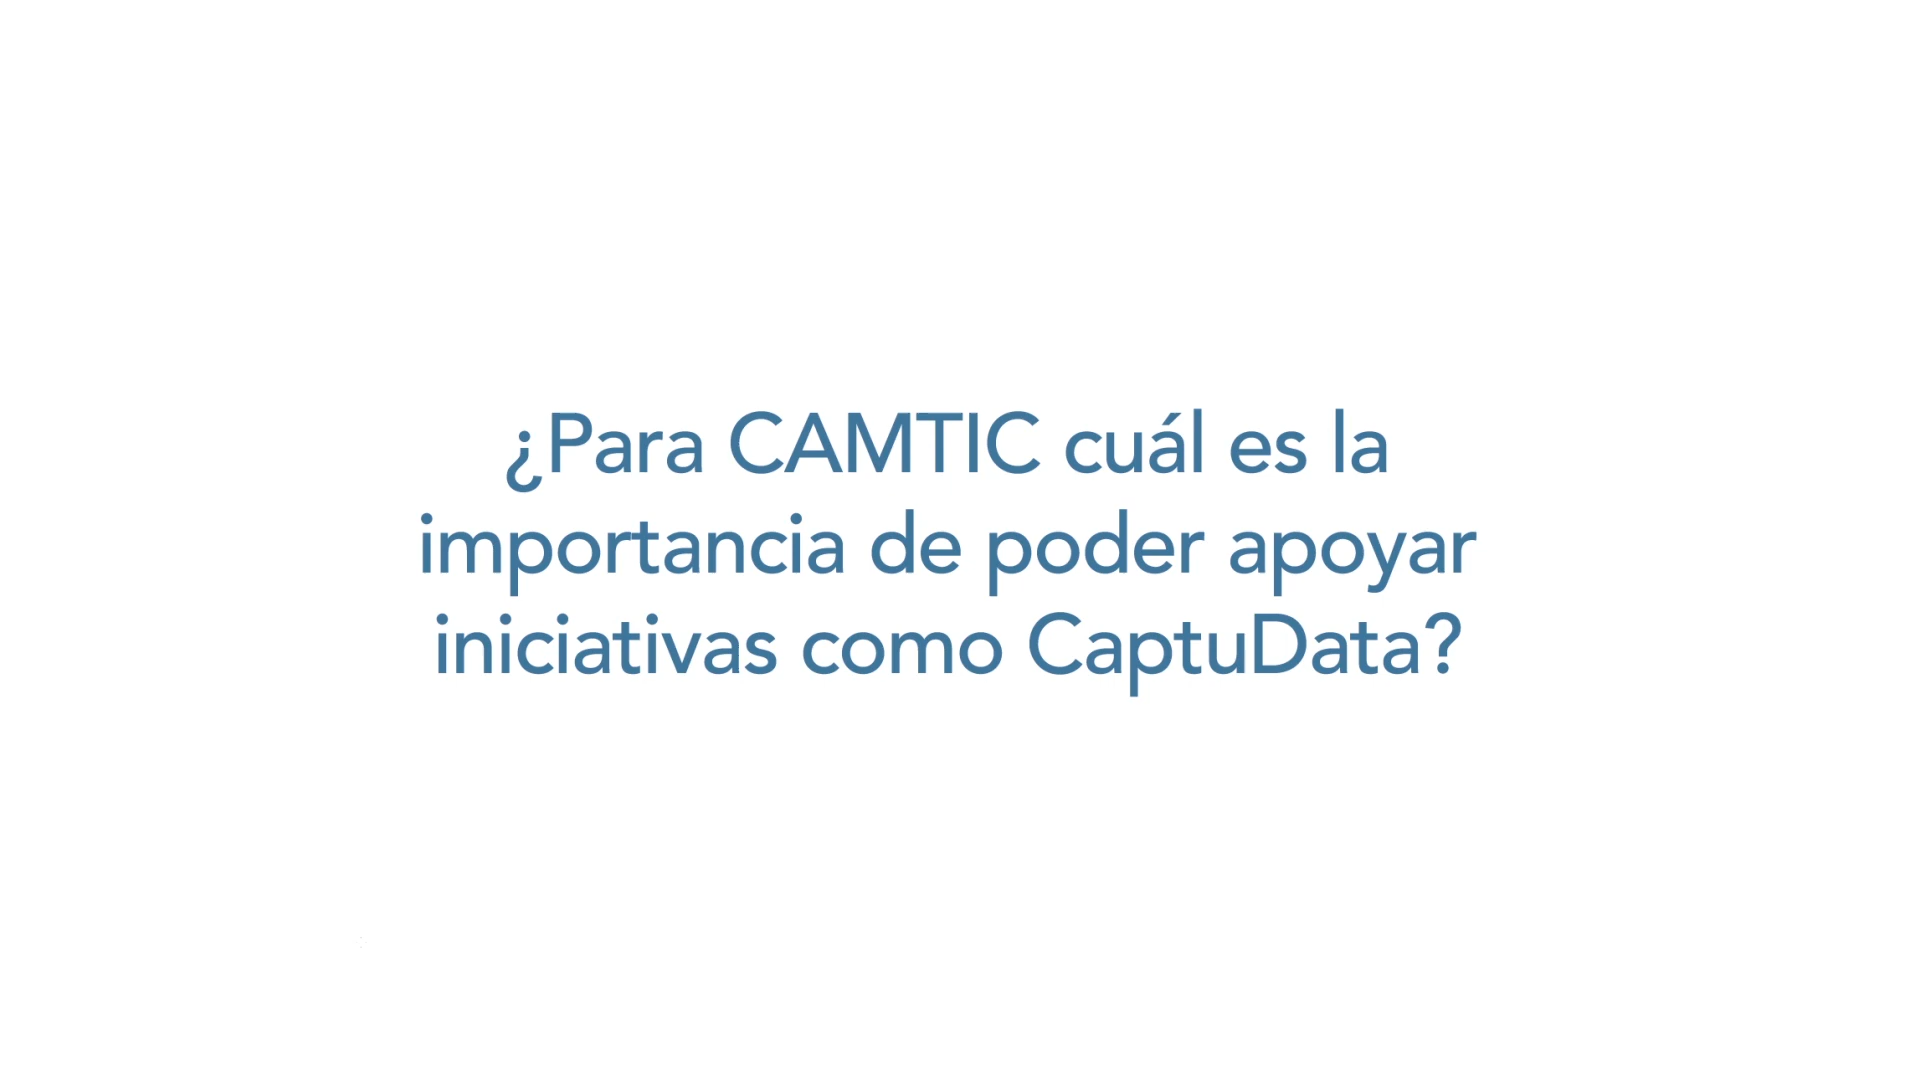 ¿Para CAMTIC cuál es la
importancia de poder apoyar
iniciativas como CaptuData?